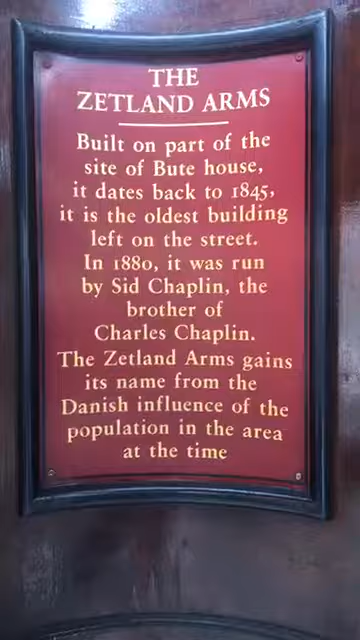 THE
ZETLAND ARMS
Built on part of the
site of Bute house,
it dates back to 1845,
it is the oldest building
left on the street.
In 1880, it was run
by Sid Chaplin, the
brother of
Charles Chaplin.
The Zetland Arms gains
its name from the
Danish influence of the
population in the area
at the time